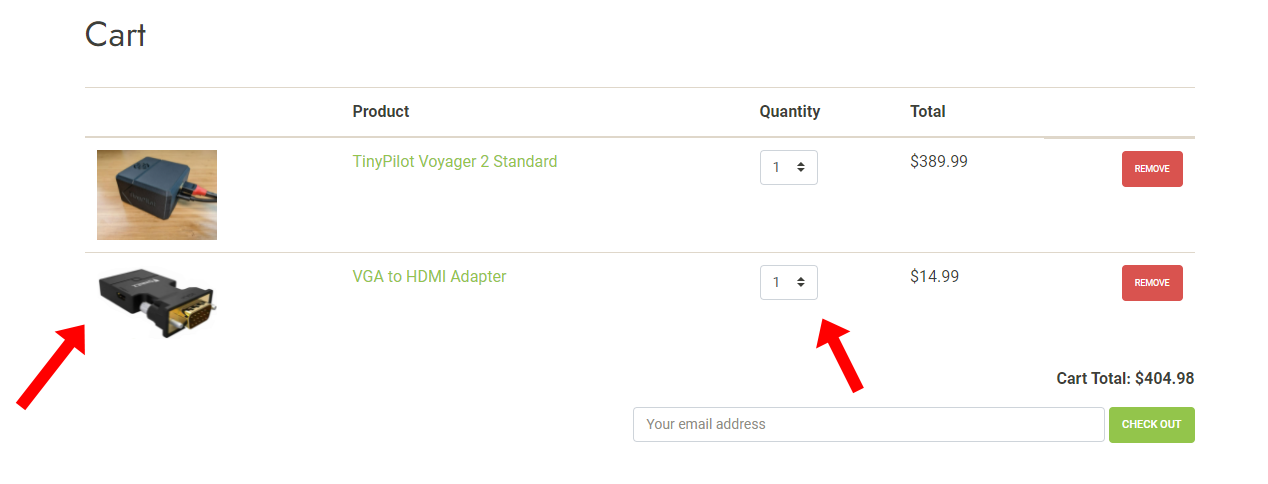 Cart
Product Quantity Total
TinyPilot Voyager 2 Standard 1 $389.99 REMOVE
VGA to HDMI Adapter 1 $14.99 REMOVE
Cart Total: $404.98
Your email address CHECK OUT